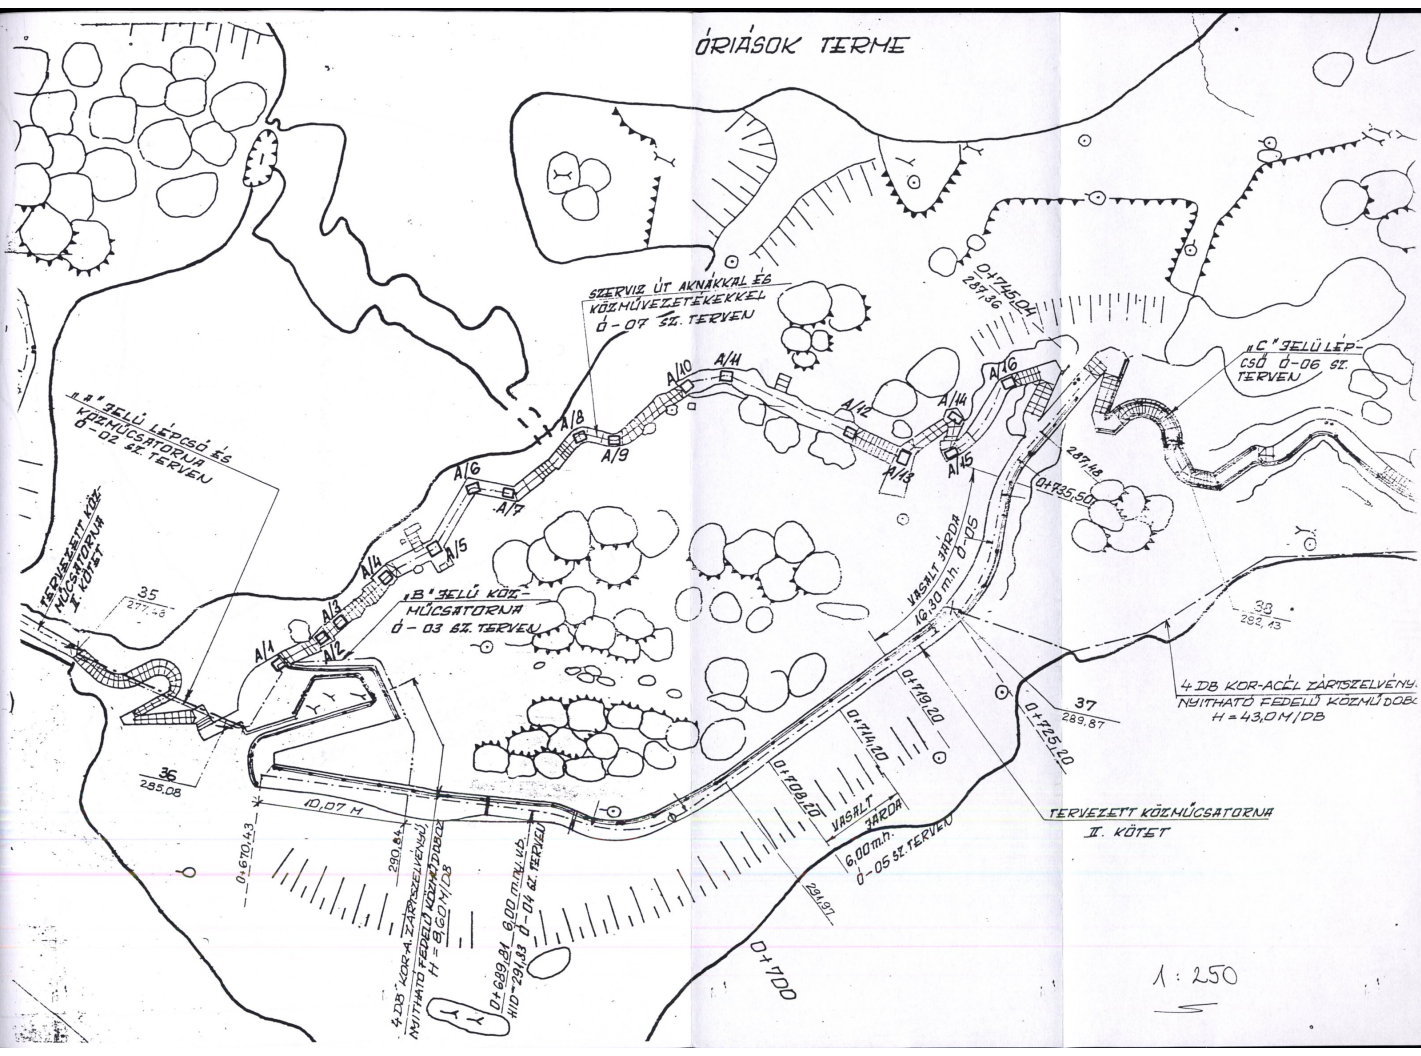 ÓRIÁSOK TERME
SZERVIZ ÚT AKNÁKKAL ÉS
KÖZMŰVEZETÉKEKKEL
Ó-07 SZ. TERVEN
0+745,04
287,36
"C" JELŰ LÉP-
CSŐ Ó-06 SZ.
TERVEN
"A" JELŰ LÉPCSŐ ÉS
KÖZMŰCSATORNA
Ó-02 SZ. TERVEN
TERVEZETT KÖZ-
MŰCSATORNA
I. KÖTET
A/1
A/2
A/3
A/4
A/5
A/6
A/7
A/8
A/9
A/10
A/11
A/12
A/13
A/14
A/15
A/16
287,48
0+735,50
"B" JELŰ KÖZ-
MŰCSATORNA
Ó-03 SZ. TERVEN
VASALT JÁRDA
16,30 m.h. Ó-05
35
277,48
36
285,08
38
282,13
37
289,87
4 DB KOR-ACÉL ZÁRTSZELVÉNY.
NYITHATÓ FEDELŰ KÖZMŰDOBO
H=43,0M/DB
0+719,20
0+725,20
0+714,20
0+708,20
VASALT
JÁRDA
6,00 m.h.
Ó-05 SZ. TERVEN
TERVEZETT KÖZMŰCSATORNA
II. KÖTET
10,07 M
0+670,43
290,84
4 DB KOR-A. ZÁRTSZELVÉNYŰ,
NYITHATÓ FEDELŰ KÖZMŰDOBOZ
H=8,60M/DB
0+689,81 6,00 m.ny. v.b.
HÍD=291,33 Ó-04 SZ. TERVEN
291,97
0+700
1:250